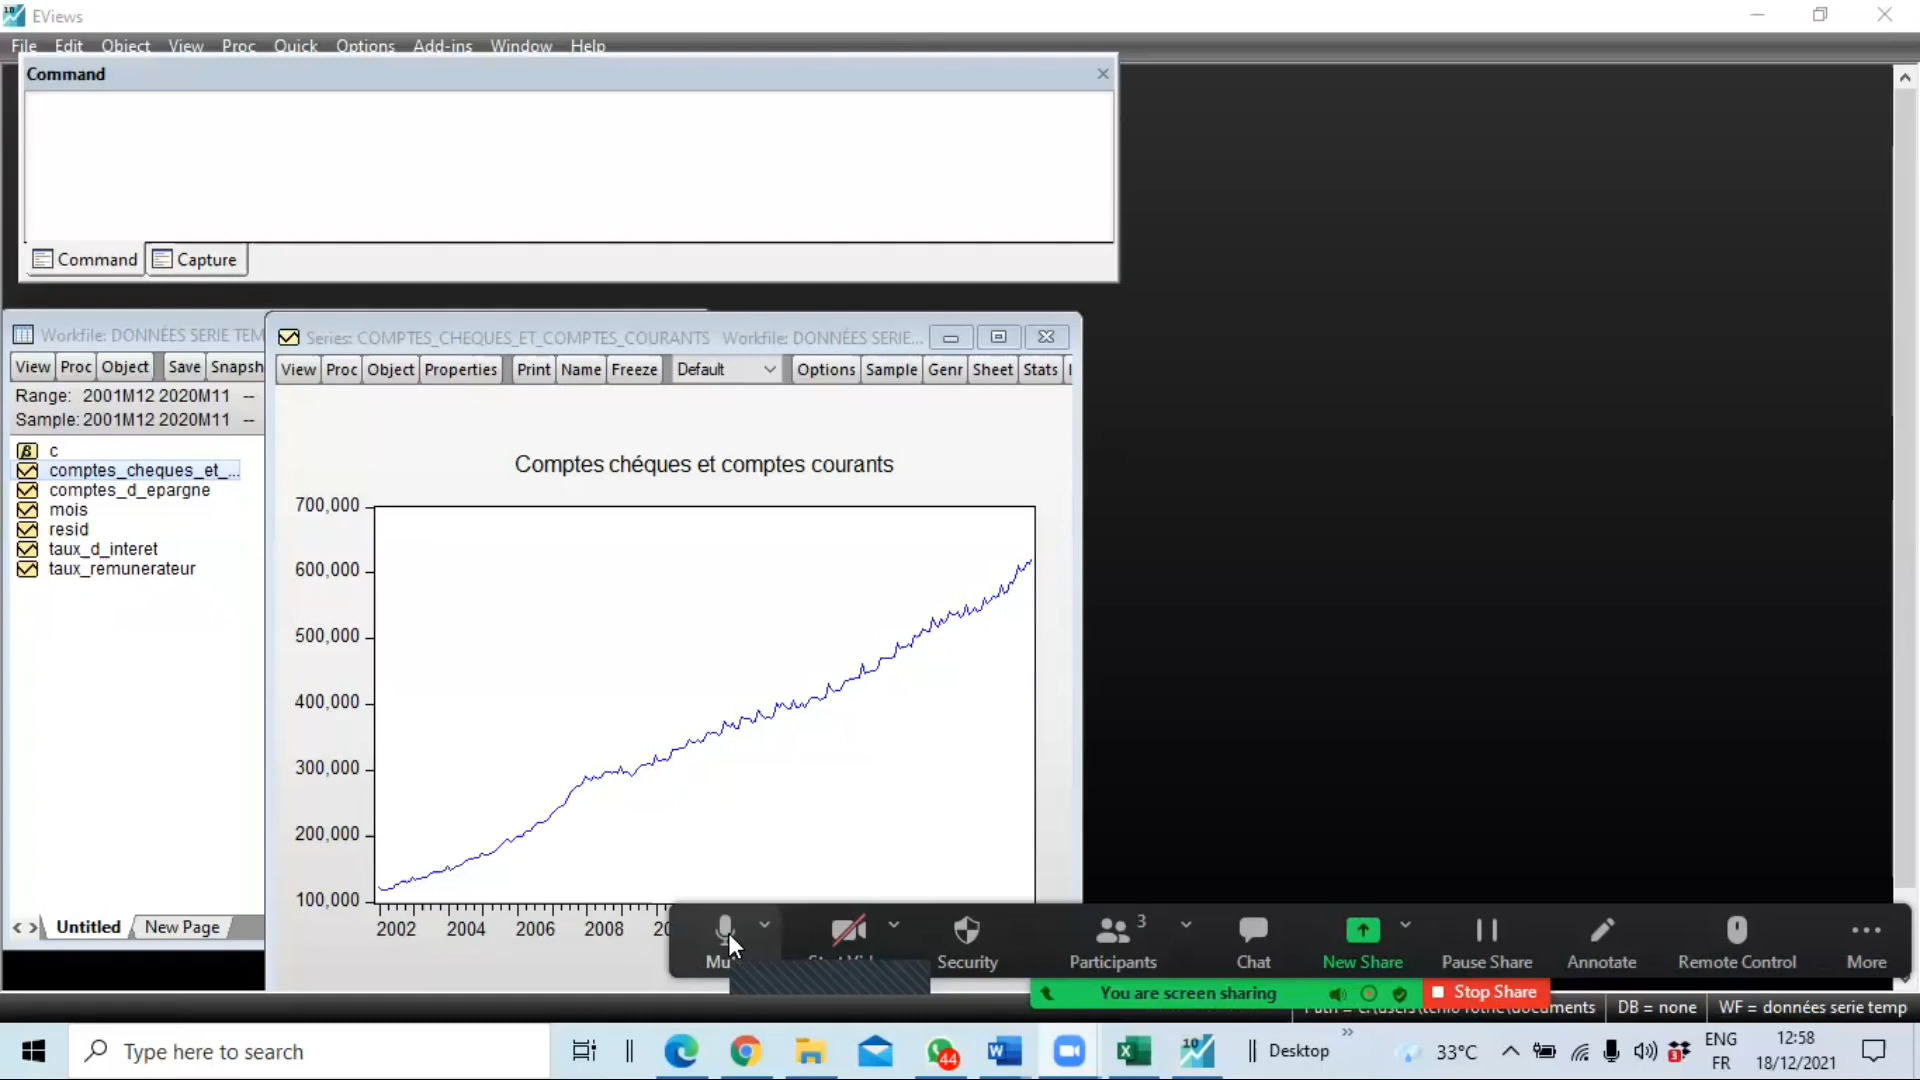 EViews
File Edit Object View Proc Quick Options Add-ins Window Help
Command
Command Capture
Workfile: DONNÉES SERIE TEM
View Proc Object Save Snapsh
Range: 2001M12 2020M11 --
Sample: 2001M12 2020M11 --
c
comptes_cheques_et_...
comptes_d_epargne
mois
resid
taux_d_interet
taux_remunerateur
Untitled New Page
Series: COMPTES_CHEQUES_ET_COMPTES_COURANTS Workfile: DONNÉES SERIE...
View Proc Object Properties Print Name Freeze Default Options Sample Genr Sheet Stats
Comptes chéques et comptes courants
700,000
600,000
500,000
400,000
300,000
200,000
100,000
2002 2004 2006 2008 20
3
Mu Security Participants Chat New Share Pause Share Annotate Remote Control More
You are screen sharing Stop Share
DB = none WF = données serie temp
Type here to search
44
10
Desktop
33°C
3
ENG
FR
12:58
18/12/2021